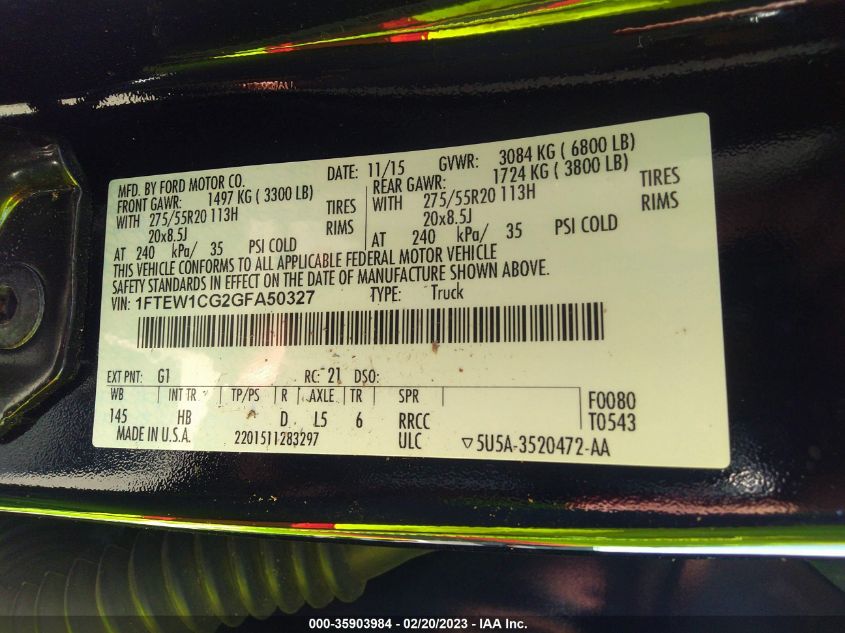 MFD. BY FORD MOTOR CO. DATE: 11/15 GVWR: 3084 KG ( 6800 LB)
FRONT GAWR: 1497 KG ( 3300 LB) REAR GAWR: 1724 KG ( 3800 LB)
WITH 275/55R20 113H TIRES WITH 275/55R20 113H TIRES
20x8.5J RIMS 20x8.5J RIMS
AT 240 kPa/ 35 PSI COLD AT 240 kPa/ 35 PSI COLD
THIS VEHICLE CONFORMS TO ALL APPLICABLE FEDERAL MOTOR VEHICLE
SAFETY STANDARDS IN EFFECT ON THE DATE OF MANUFACTURE SHOWN ABOVE.
VIN: 1FTEW1CG2GFA50327 TYPE: Truck
EXT PNT: G1 RC: 21 DSO:
WB INT TR TP/PS R AXLE TR SPR F0080
145 HB D L5 6 RRCC T0543
MADE IN U.S.A. 2201511283297 ULC ▽5U5A-3520472-AA
000-35903984 - 02/20/2023 - IAA Inc.